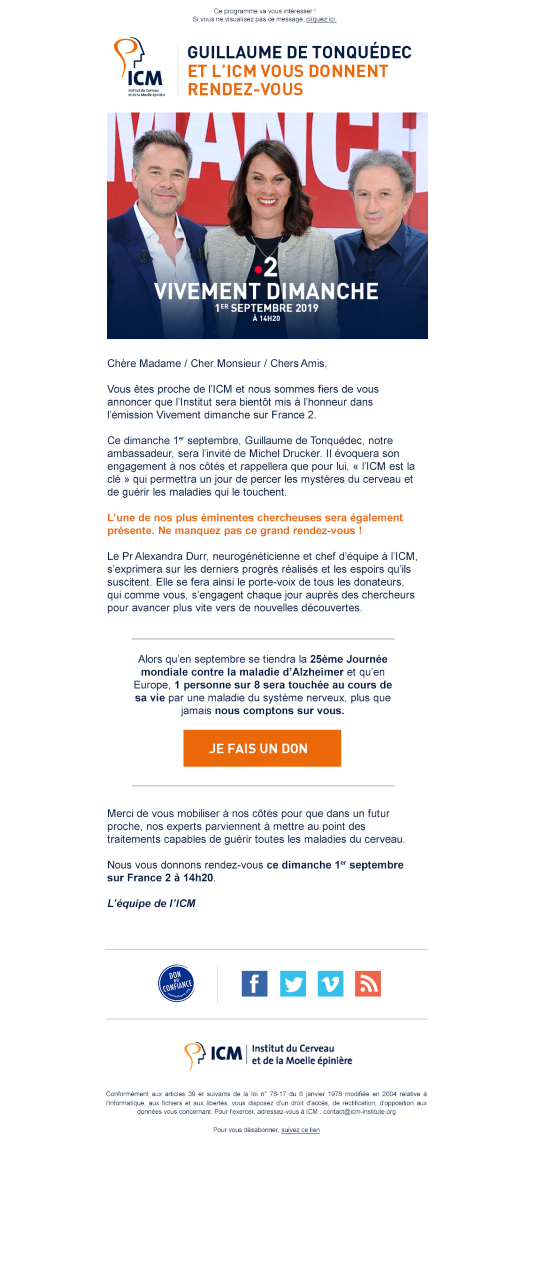 Ce programme va vous intéresser !
Si vous ne visualisez pas ce message, cliquez ici.
ICM
Institut du Cerveau
et de la Moelle épinière
GUILLAUME DE TONQUÉDEC
ET L'ICM VOUS DONNENT
RENDEZ-VOUS
MANCH
2
VIVEMENT DIMANCHE
1ER SEPTEMBRE 2019
À 14H20
Chère Madame / Cher Monsieur / Chers Amis,
Vous êtes proche de l'ICM et nous sommes fiers de vous
annoncer que l'Institut sera bientôt mis à l'honneur dans
l'émission Vivement dimanche sur France 2.
Ce dimanche 1er septembre, Guillaume de Tonquédec, notre
ambassadeur, sera l'invité de Michel Drucker. Il évoquera son
engagement à nos côtés et rappellera que pour lui, « l'ICM est la
clé » qui permettra un jour de percer les mystères du cerveau et
de guérir les maladies qui le touchent.
L'une de nos plus éminentes chercheuses sera également
présente. Ne manquez pas ce grand rendez-vous !
Le Pr Alexandra Durr, neurogénéticienne et chef d'équipe à l'ICM,
s'exprimera sur les derniers progrès réalisés et les espoirs qu'ils
suscitent. Elle se fera ainsi le porte-voix de tous les donateurs,
qui comme vous, s'engagent chaque jour auprès des chercheurs
pour avancer plus vite vers de nouvelles découvertes.
Alors qu'en septembre se tiendra la 25ème Journée
mondiale contre la maladie d'Alzheimer et qu'en
Europe, 1 personne sur 8 sera touchée au cours de
sa vie par une maladie du système nerveux, plus que
jamais nous comptons sur vous.
JE FAIS UN DON
Merci de vous mobiliser à nos côtés pour que dans un futur
proche, nos experts parviennent à mettre au point des
traitements capables de guérir toutes les maladies du cerveau.
Nous vous donnons rendez-vous ce dimanche 1er septembre
sur France 2 à 14h20.
L'équipe de l'ICM
DON
EN
CONFIANCE
ICM
Institut du Cerveau
et de la Moelle épinière
Conformément aux articles 39 et suivants de la loi n° 78-17 du 6 janvier 1978 modifiée en 2004 relative à
l'informatique, aux fichiers et aux libertés, vous disposez d'un droit d'accès, de rectification, d'opposition aux
données vous concernant. Pour l'exercer, adressez-vous à ICM : contact@icm-institute.org
Pour vous désabonner, suivez ce lien